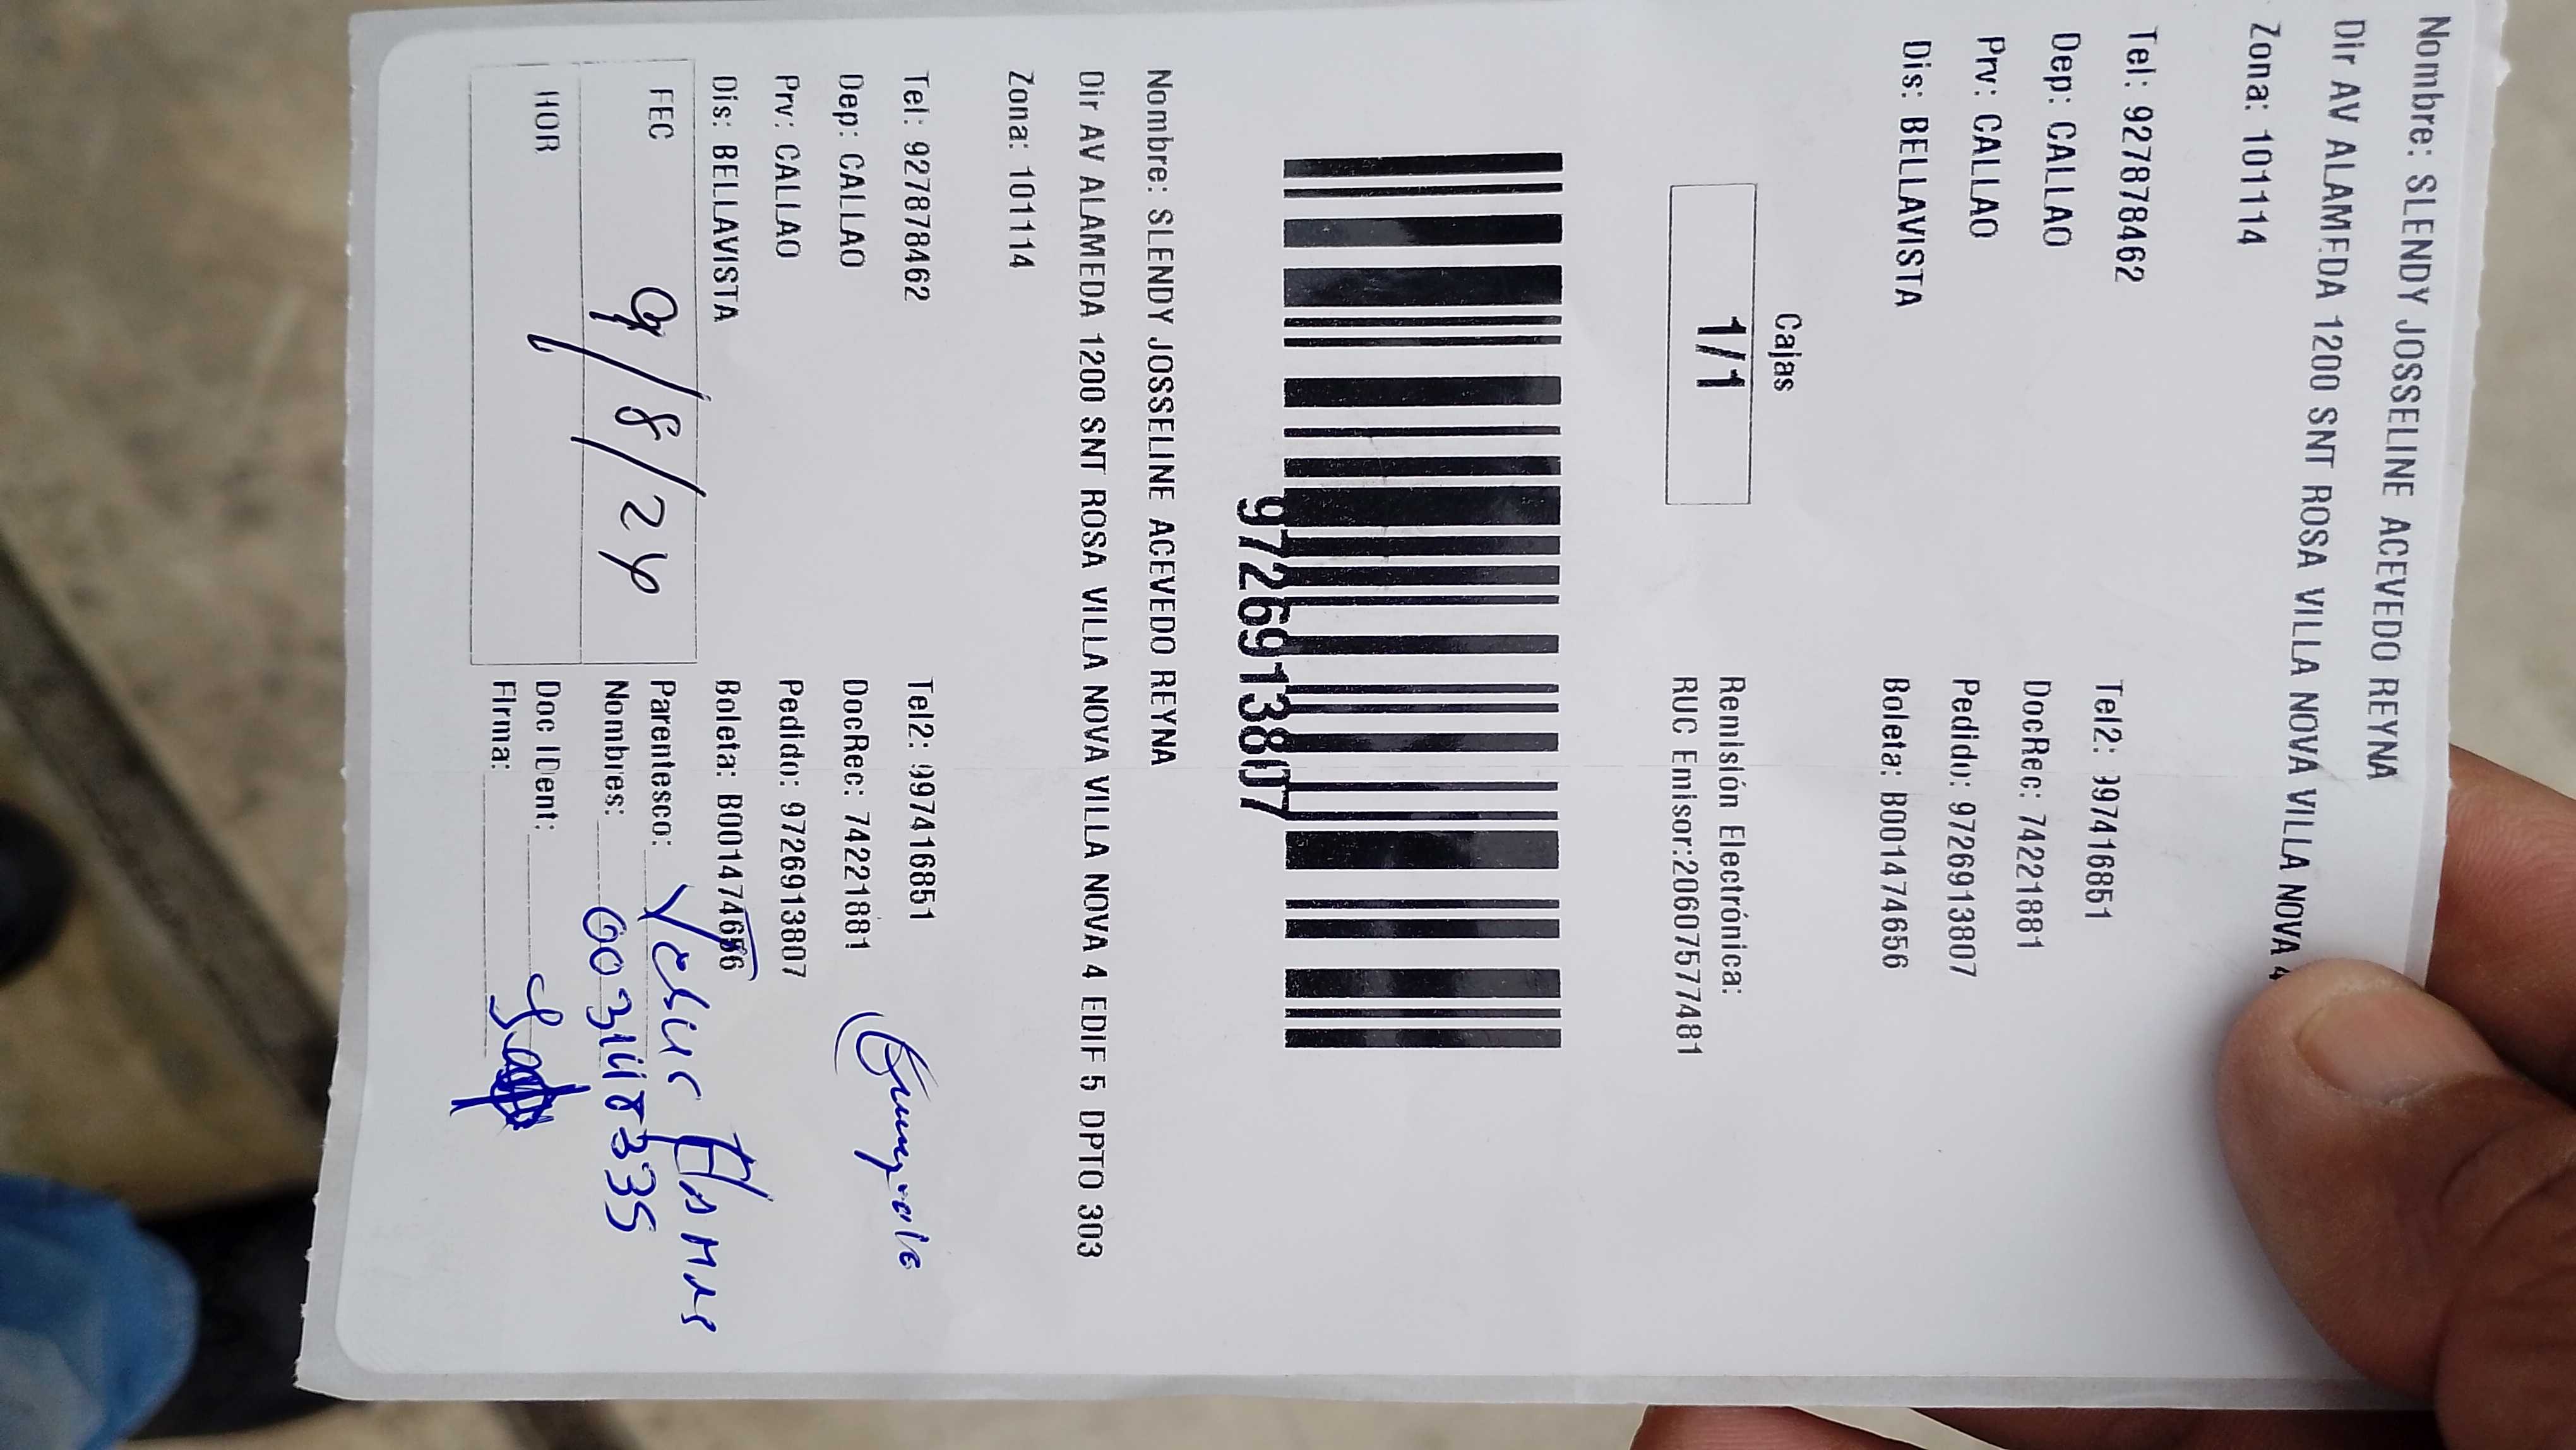 Nombre: SLENDY JOSSELINE ACEVEDO REYNA
Dir AV ALAMEDA 1200 SNT ROSA VILLA NOVA VILLA NOVA 4
Zona: 101114
Tel: 927878462 Tel2: 997416851
Dep: CALLAO DocRec: 74221881
Prv: CALLAO Pedido: 9726913807
Dis: BELLAVISTA Boleta: B001474656
Cajas
1/1
Remisión Electrónica:
RUC Emisor:20607577481
9726913807
Nombre: SLENDY JOSSELINE ACEVEDO REYNA
Dir AV ALAMEDA 1200 SNT ROSA VILLA NOVA VILLA NOVA 4 EDIF 5 DPTO 303
Zona: 101114
Tel: 927878462 Tel2: 997416851
Dep: CALLAO DocRec: 74221881
Prv: CALLAO Pedido: 9726913807
Dis: BELLAVISTA Boleta: B001474656
FEC 9/8/24
HOR
Parentesco:
Nombres: 003148335
Doc IDent:
Firma: